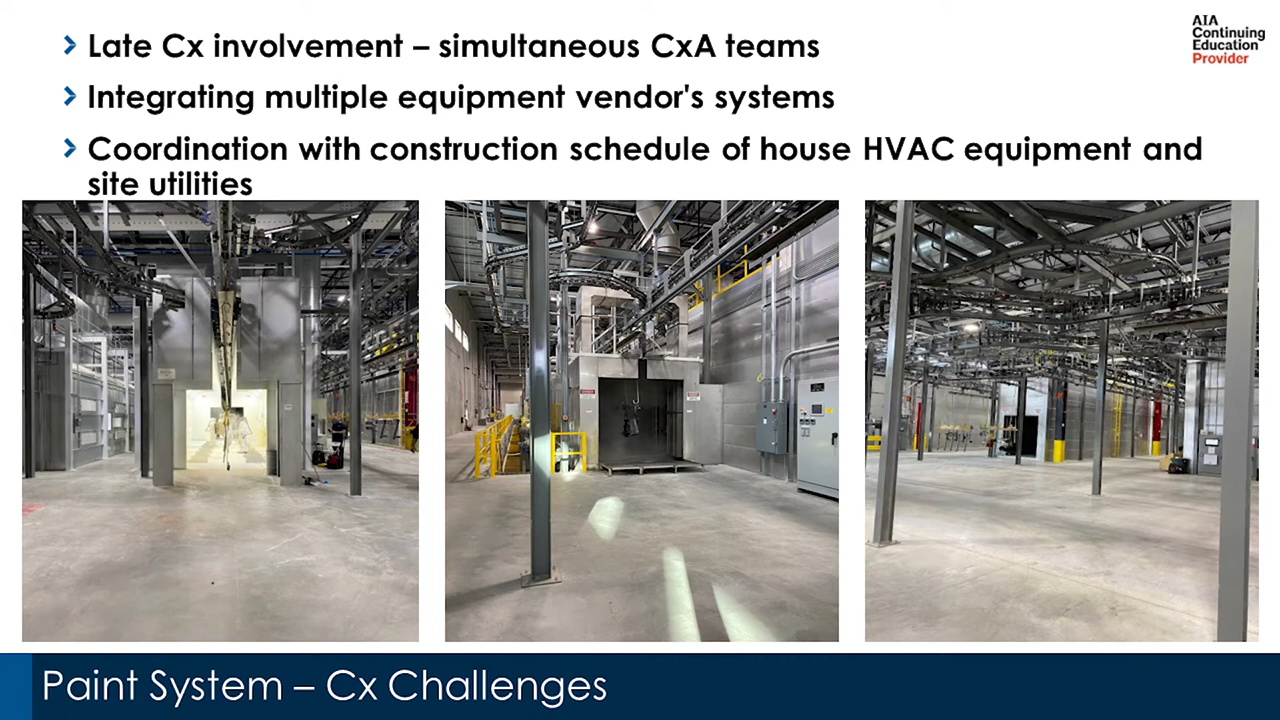 Late Cx involvement – simultaneous CxA teams
AIA
Continuing
Education
Provider
Integrating multiple equipment vendor's systems
Coordination with construction schedule of house HVAC equipment and
site utilities
Paint System – Cx Challenges